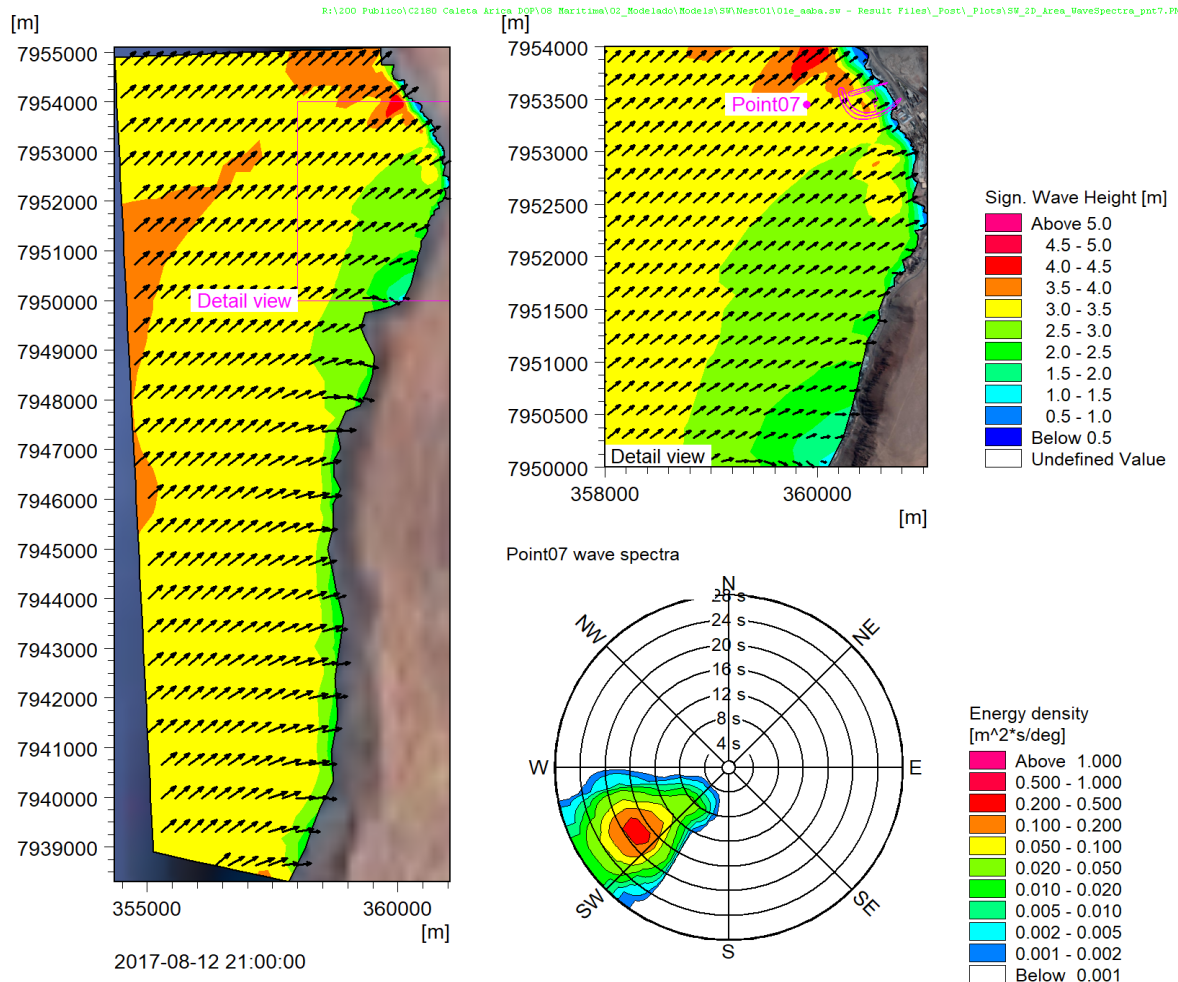 R:\200 Publico\C2180 Caleta Arica DOP\08 Maritima\02_Modelado\Models\SW\Nest01\01e_aaba.sw - Result Files\_Post\_Plots\SW_2D_Area_WaveSpectra_pnt7.PN
[m]
7955000
7954000
7953000
7952000
7951000
7950000
7949000
7948000
7947000
7946000
7945000
7944000
7943000
7942000
7941000
7940000
7939000
Detail view
355000
360000
[m]
2017-08-12 21:00:00
[m]
7954000
7953500
7953000
7952500
7952000
7951500
7951000
7950500
7950000
Point07
Detail view
358000
360000
[m]
Sign. Wave Height [m]
Above 5.0
4.5 - 5.0
4.0 - 4.5
3.5 - 4.0
3.0 - 3.5
2.5 - 3.0
2.0 - 2.5
1.5 - 2.0
1.0 - 1.5
0.5 - 1.0
Below 0.5
Undefined Value
Point07 wave spectra
N
28 s
24 s
20 s
16 s
12 s
8 s
4 s
NW
NE
W
E
SW
SE
S
Energy density
[m^2*s/deg]
Above 1.000
0.500 - 1.000
0.200 - 0.500
0.100 - 0.200
0.050 - 0.100
0.020 - 0.050
0.010 - 0.020
0.005 - 0.010
0.002 - 0.005
0.001 - 0.002
Below 0.001